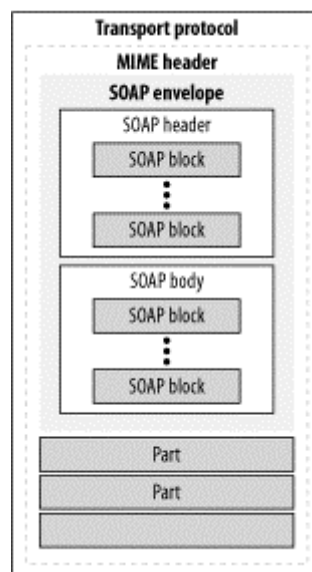 Transport protocol
MIME header
SOAP envelope
SOAP header
SOAP block
SOAP block
SOAP body
SOAP block
SOAP block
Part
Part